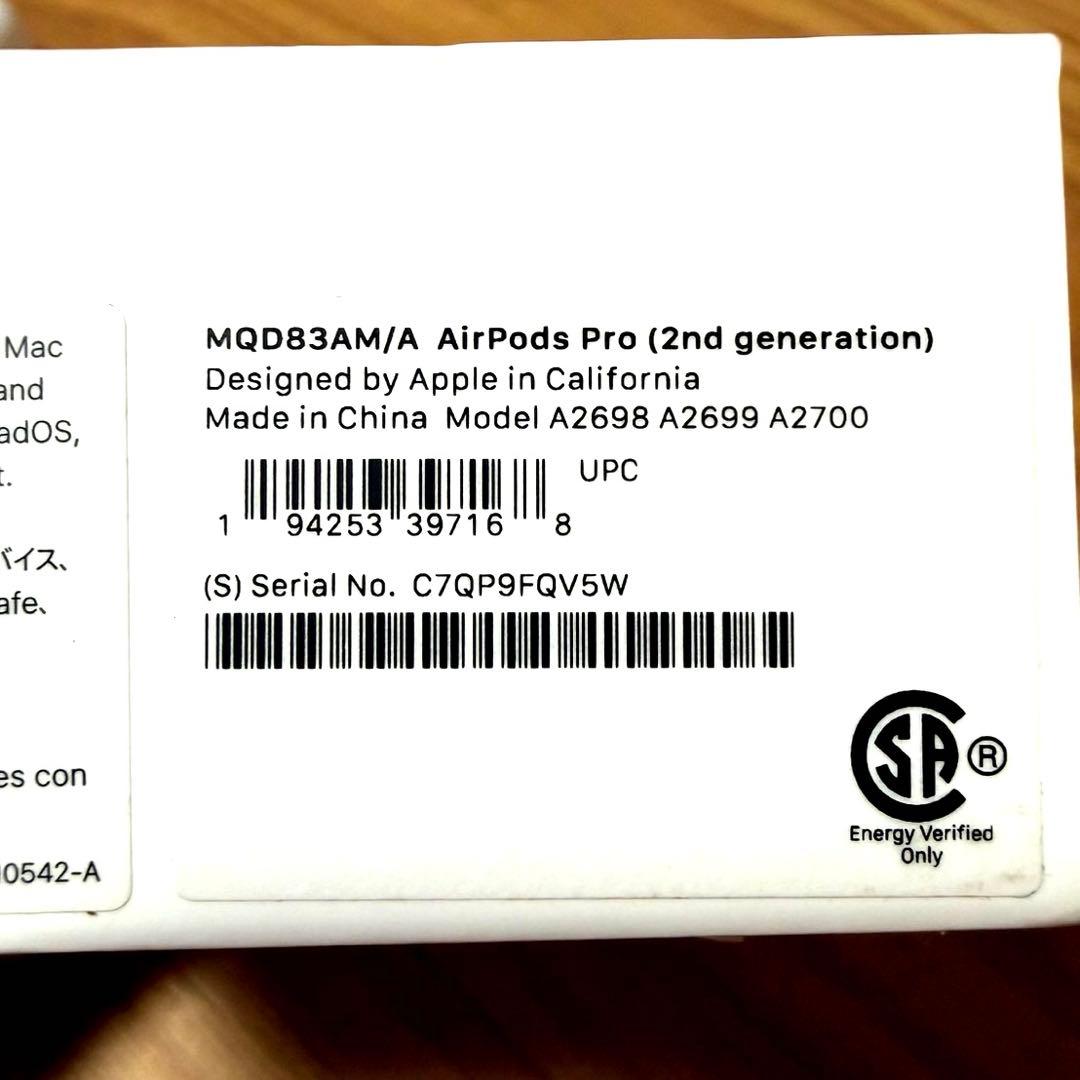 Mac
and
adOS,
t.
バイス、
afe、
es con
0542-A
MQD83AM/A AirPods Pro (2nd generation)
Designed by Apple in California
Made in China Model A2698 A2699 A2700
UPC
1 94253 39716 8
(S) Serial No. C7QP9FQV5W
CSA ®
Energy Verified
Only